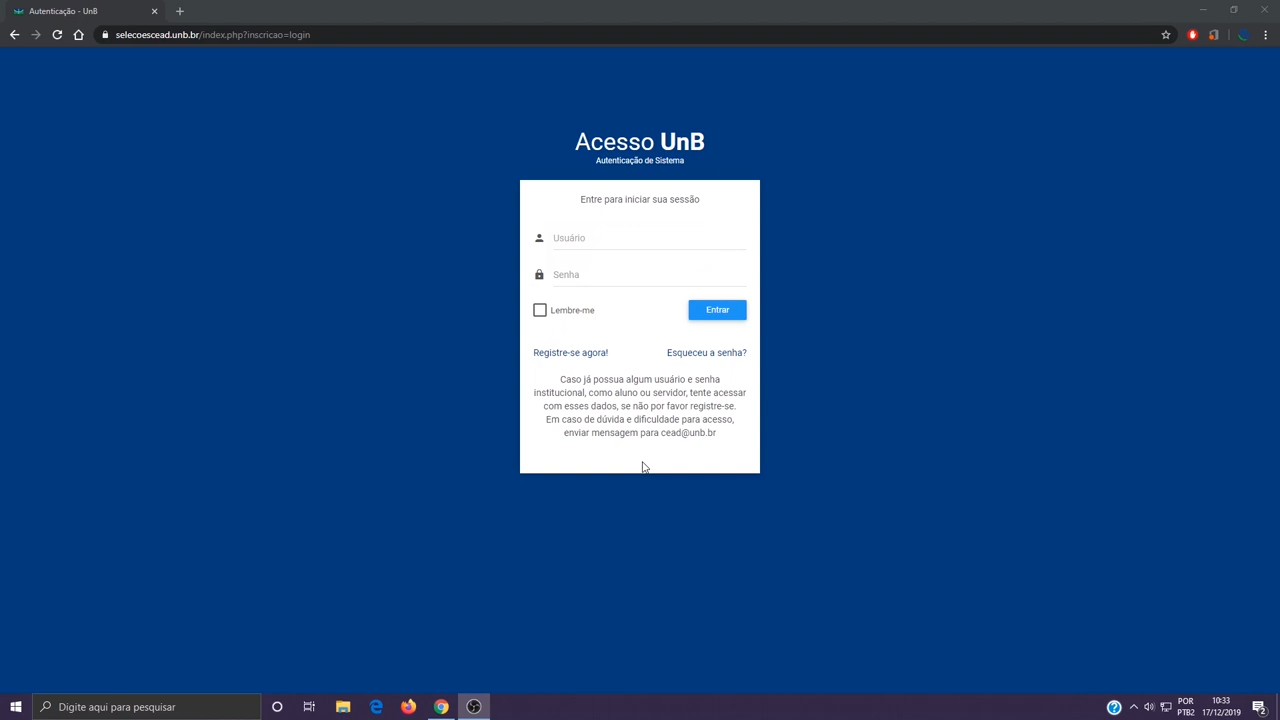 Autenticação - UnB
selecoescead.unb.br/index.php?inscricao=login
Acesso UnB
Autenticação de Sistema
Entre para iniciar sua sessão
Usuário
Senha
Lembre-me
Entrar
Registre-se agora!
Esqueceu a senha?
Caso já possua algum usuário e senha
institucional, como aluno ou servidor, tente acessar
com esses dados, se não por favor registre-se.
Em caso de dúvida e dificuldade para acesso,
enviar mensagem para cead@unb.br
Digite aqui para pesquisar
POR
PTB2
10:33
17/12/2019
2